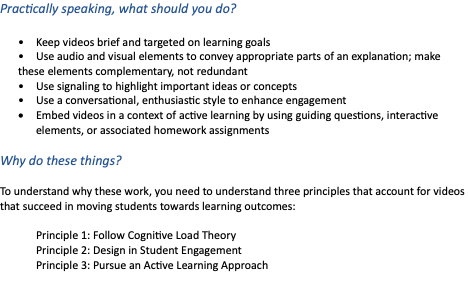 Practically speaking, what should you do?
• Keep videos brief and targeted on learning goals
• Use audio and visual elements to convey appropriate parts of an explanation; make
these elements complementary, not redundant
• Use signaling to highlight important ideas or concepts
• Use a conversational, enthusiastic style to enhance engagement
• Embed videos in a context of active learning by using guiding questions, interactive
elements, or associated homework assignments
Why do these things?
To understand why these work, you need to understand three principles that account for videos
that succeed in moving students towards learning outcomes:
Principle 1: Follow Cognitive Load Theory
Principle 2: Design in Student Engagement
Principle 3: Pursue an Active Learning Approach